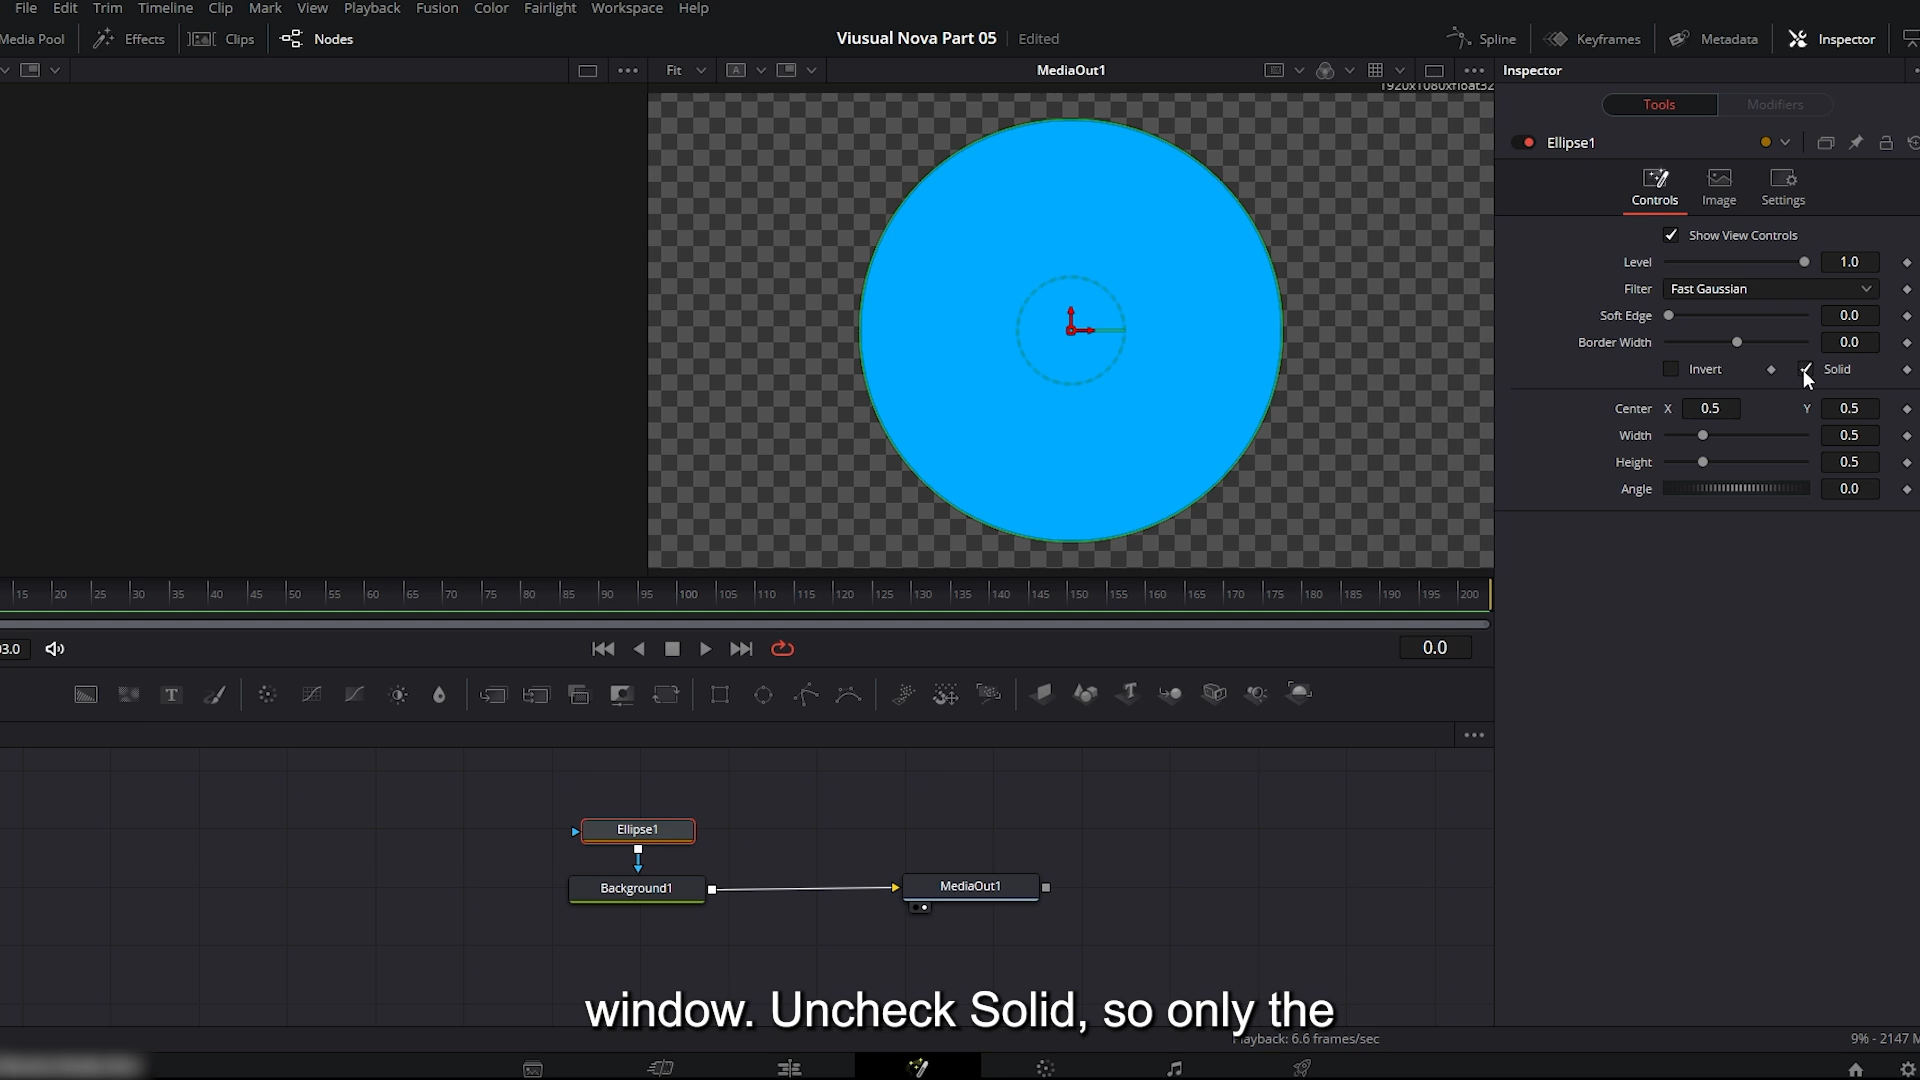 File Edit Trim Timeline Clip Mark View Playback Fusion Color Fairlight Workspace Help
Media Pool Effects Clips Nodes Viusual Nova Part 05 Edited Spline Keyframes Metadata Inspector
Fit MediaOut1 Inspector
1920x1080xfloat32
Tools Modifiers
Ellipse1
Controls Image Settings
Show View Controls
Level 1.0
Filter Fast Gaussian
Soft Edge 0.0
Border Width 0.0
Invert Solid
Center X 0.5 Y 0.5
Width 0.5
Height 0.5
Angle 0.0
15 20 25 30 35 40 45 50 55 60 65 70 75 80 85 90 95 100 105 110 115 120 125 130 135 140 145 150 155 160 165 170 175 180 185 190 195 200
03.0 0.0
Ellipse1
Background1 MediaOut1
window. Uncheck Solid, so only the
Playback: 6.6 frames/sec 9% - 2147 M